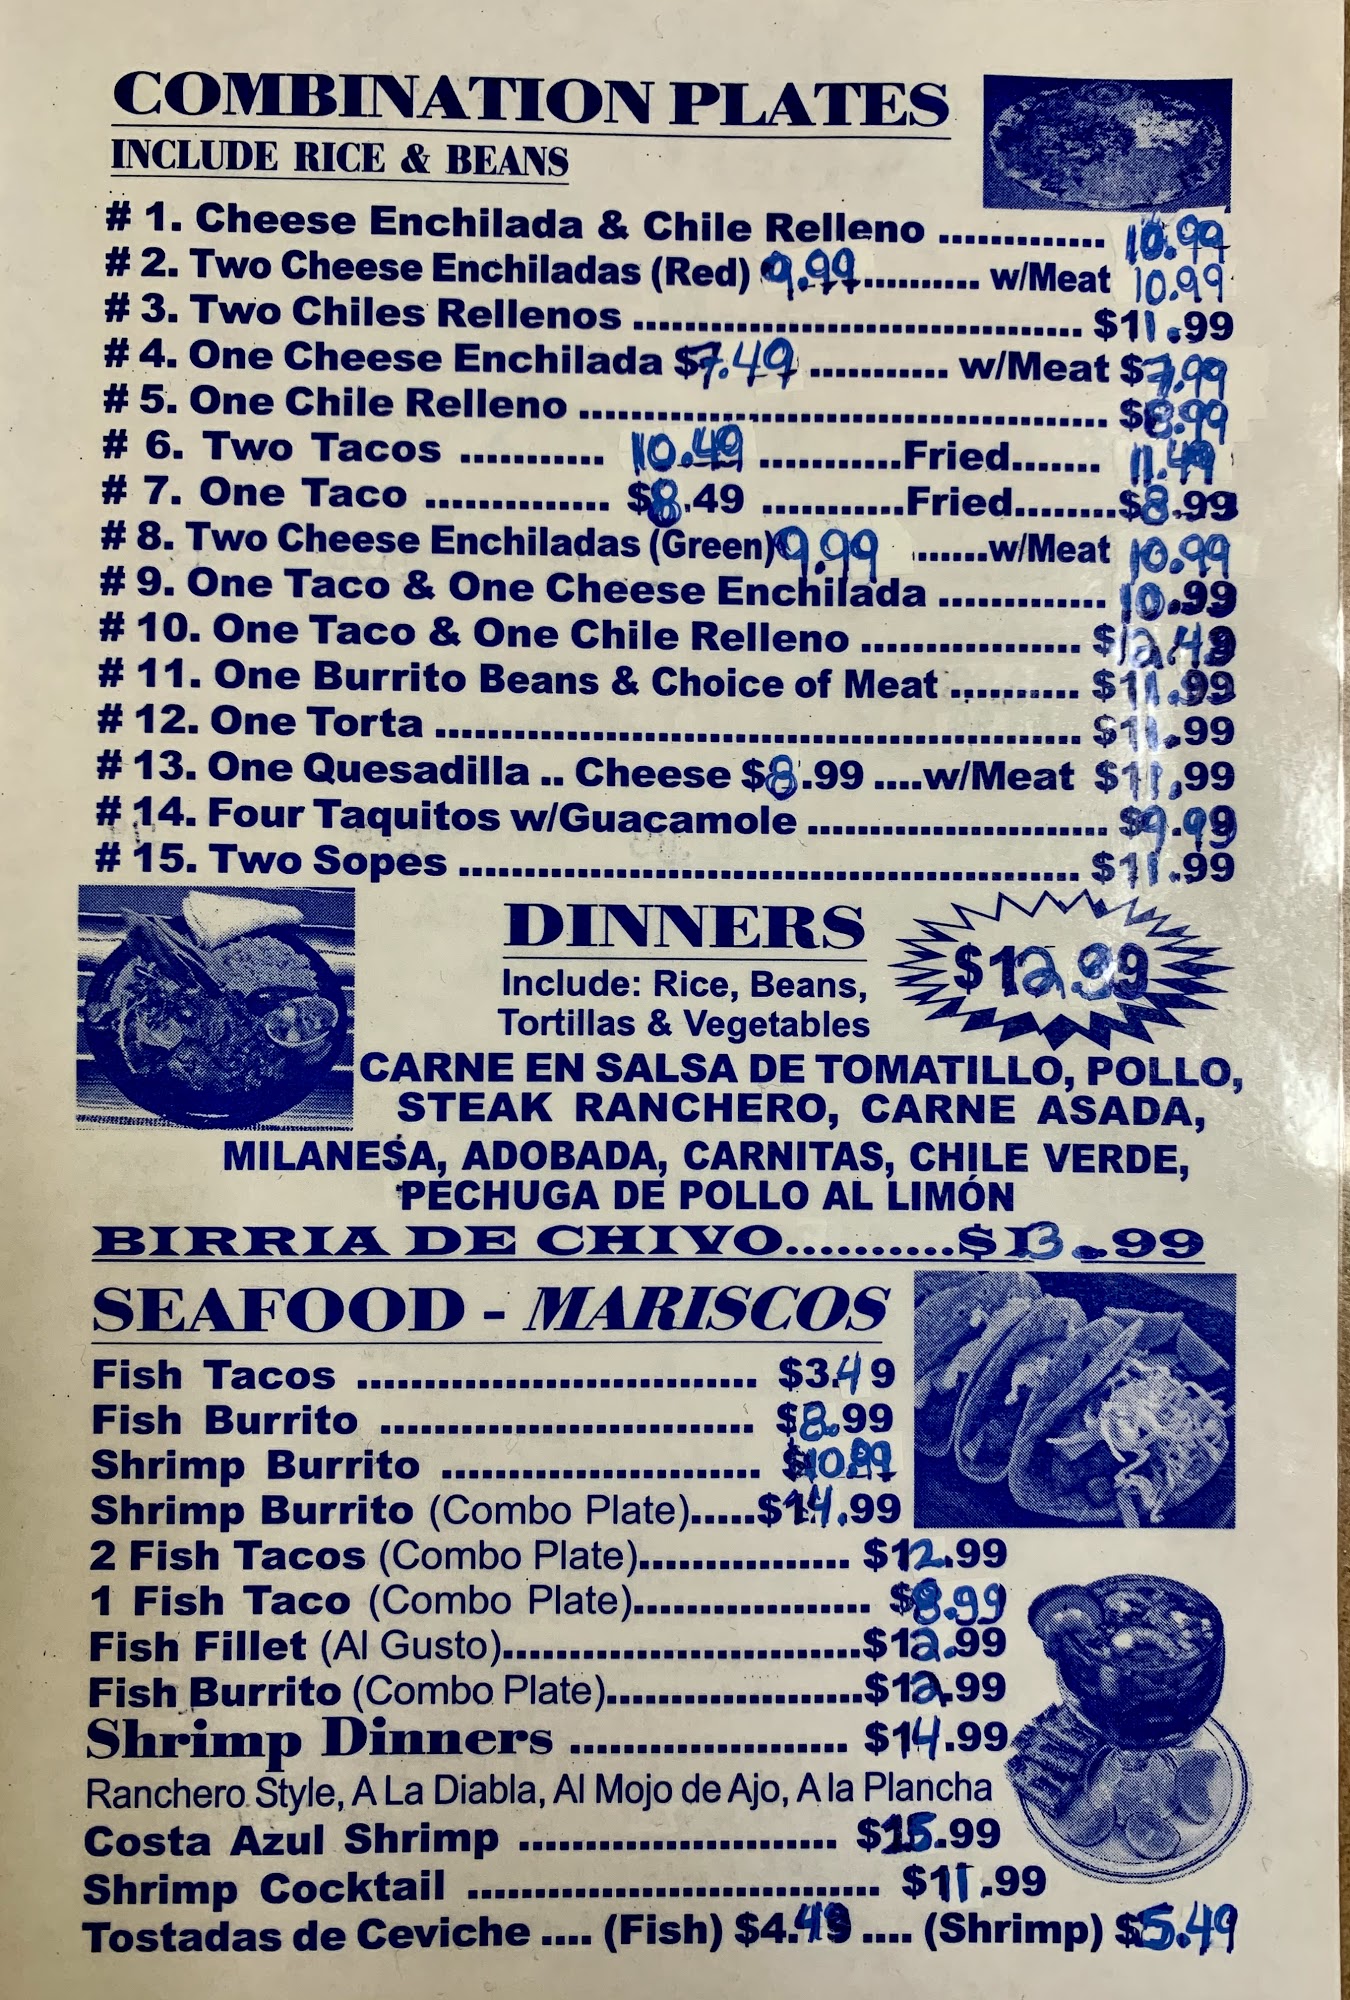 COMBINATION PLATES
INCLUDE RICE & BEANS
# 1. Cheese Enchilada & Chile Relleno ............. 10.99
# 2. Two Cheese Enchiladas (Red) 9.99.......... w/Meat 10.99
# 3. Two Chiles Rellenos .................................. $11.99
# 4. One Cheese Enchilada $7.49 ........... w/Meat $7.99
# 5. One Chile Relleno ........................................ $8.99
# 6. Two Tacos ........... 10.49 ...........Fried....... 11.49
# 7. One Taco .............. $8.49 ...........Fried........$8.99
# 8. Two Cheese Enchiladas (Green) 9.99 .......w/Meat 10.99
# 9. One Taco & One Cheese Enchilada ............. 10.99
# 10. One Taco & One Chile Relleno ................. $12.49
# 11. One Burrito Beans & Choice of Meat .......... $11.99
# 12. One Torta ................................................. $11.99
# 13. One Quesadilla .. Cheese $8.99 ....w/Meat $11.99
# 14. Four Taquitos w/Guacamole ....................... $9.99
# 15. Two Sopes ................................................ $11.99
DINNERS
$12.99
Include: Rice, Beans,
Tortillas & Vegetables
CARNE EN SALSA DE TOMATILLO, POLLO,
STEAK RANCHERO, CARNE ASADA,
MILANESA, ADOBADA, CARNITAS, CHILE VERDE,
PECHUGA DE POLLO AL LIMÓN
BIRRIA DE CHIVO..........$13.99
SEAFOOD - MARISCOS
Fish Tacos .............................. $3.49
Fish Burrito ............................ $8.99
Shrimp Burrito ........................ $10.99
Shrimp Burrito (Combo Plate).....$14.99
2 Fish Tacos (Combo Plate)................ $12.99
1 Fish Taco (Combo Plate).................. $8.99
Fish Fillet (Al Gusto)...........................$12.99
Fish Burrito (Combo Plate)...................$12.99
Shrimp Dinners ..................... $14.99
Ranchero Style, A La Diabla, Al Mojo de Ajo, A la Plancha
Costa Azul Shrimp ........................ $15.99
Shrimp Cocktail ............................... $11.99
Tostadas de Ceviche .... (Fish) $4.49 .... (Shrimp) $5.49